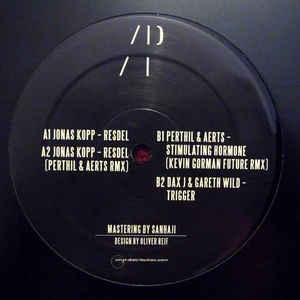 /D
/
A1 JONAS KOPP - RESDEL
A2 JONAS KOPP - RESDEL
(PERTHIL & AERTS RMX)
B1 PERTHIL & AERTS -
STIMULATING HORMONE
(KEVIN GORMAN FUTURE RMX)
B2 DAX J & GARETH WILD -
TRIGGER
MASTERING BY SANHAJI
DESIGN BY OLIVER REIF